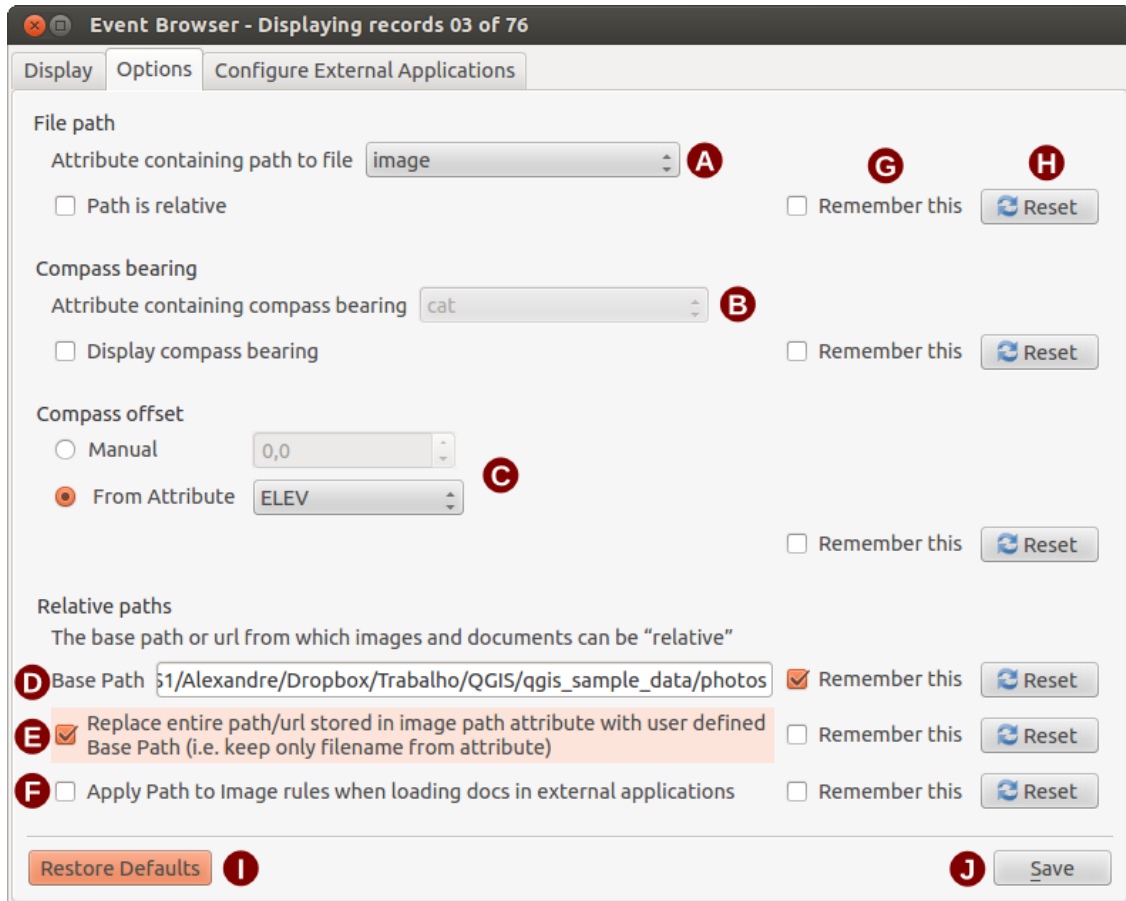 Event Browser - Displaying records 03 of 76
Display Options Configure External Applications
File path
Attribute containing path to file image A G H
Path is relative Remember this Reset
Compass bearing
Attribute containing compass bearing cat B
Display compass bearing Remember this Reset
Compass offset
Manual 0,0
C
From Attribute ELEV
Remember this Reset
Relative paths
The base path or url from which images and documents can be “relative”
D Base Path 51/Alexandre/Dropbox/Trabalho/QGIS/qgis_sample_data/photos Remember this Reset
E Replace entire path/url stored in image path attribute with user defined
Base Path (i.e. keep only filename from attribute) Remember this Reset
F Apply Path to Image rules when loading docs in external applications Remember this Reset
Restore Defaults I J Save